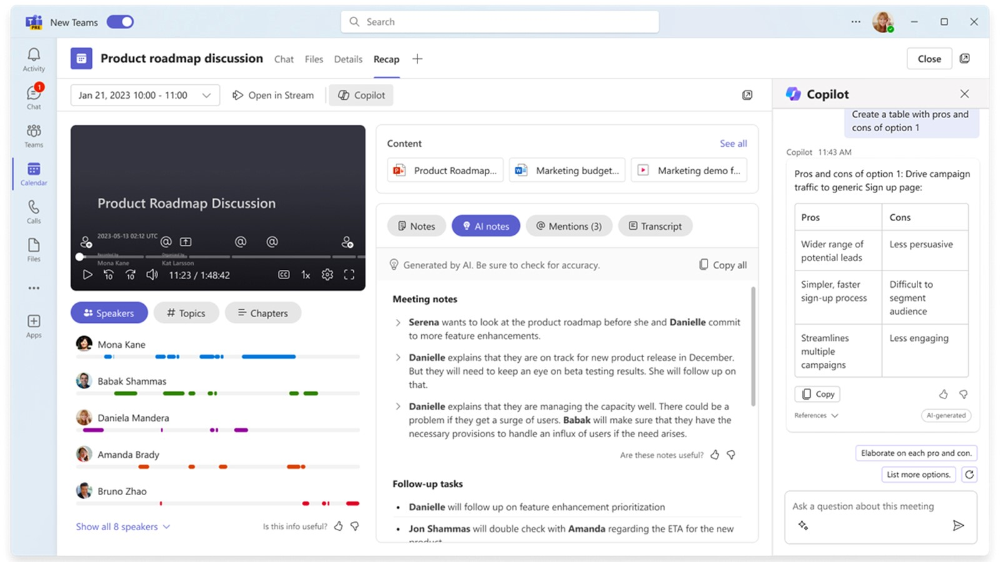 PRE New Teams
Search
Activity
1
Chat
Teams
Calendar
Calls
Files
Apps
Product roadmap discussion Chat Files Details Recap
Close
Jan 21, 2023 10:00 - 11:00 Open in Stream Copilot
Product Roadmap Discussion
2023-05-13 02:12 UTC
Recorded by Organized by
Mona Kane Kat Larsson
10 10 11:23 / 1:48:42 CC 1x
Speakers # Topics Chapters
Mona Kane
Babak Shammas
Daniela Mandera
Amanda Brady
Bruno Zhao
Show all 8 speakers Is this info useful?
Content See all
Product Roadmap... Marketing budget... Marketing demo f...
Notes AI notes Mentions (3) Transcript
Generated by AI. Be sure to check for accuracy. Copy all
Meeting notes
Serena wants to look at the product roadmap before she and Danielle commit
to more feature enhancements.
Danielle explains that they are on track for new product release in December.
But they will need to keep an eye on beta testing results. She will follow up on
that.
Danielle explains that they are managing the capacity well. There could be a
problem if they get a surge of users. Babak will make sure that they have the
necessary provisions to handle an influx of users if the need arises.
Are these notes useful?
Follow-up tasks
• Danielle will follow up on feature enhancement prioritization
• Jon Shammas will double check with Amanda regarding the ETA for the new
product
Copilot
Create a table with pros and
cons of option 1
Copilot 11:43 AM
Pros and cons of option 1: Drive campaign
traffic to generic Sign up page:
Pros Cons
Wider range of
potential leads
Less persuasive
Simpler, faster
sign-up process
Difficult to
segment
audience
Streamlines
multiple
campaigns
Less engaging
Copy
References AI-generated
Elaborate on each pro and con.
List more options.
Ask a question about this meeting